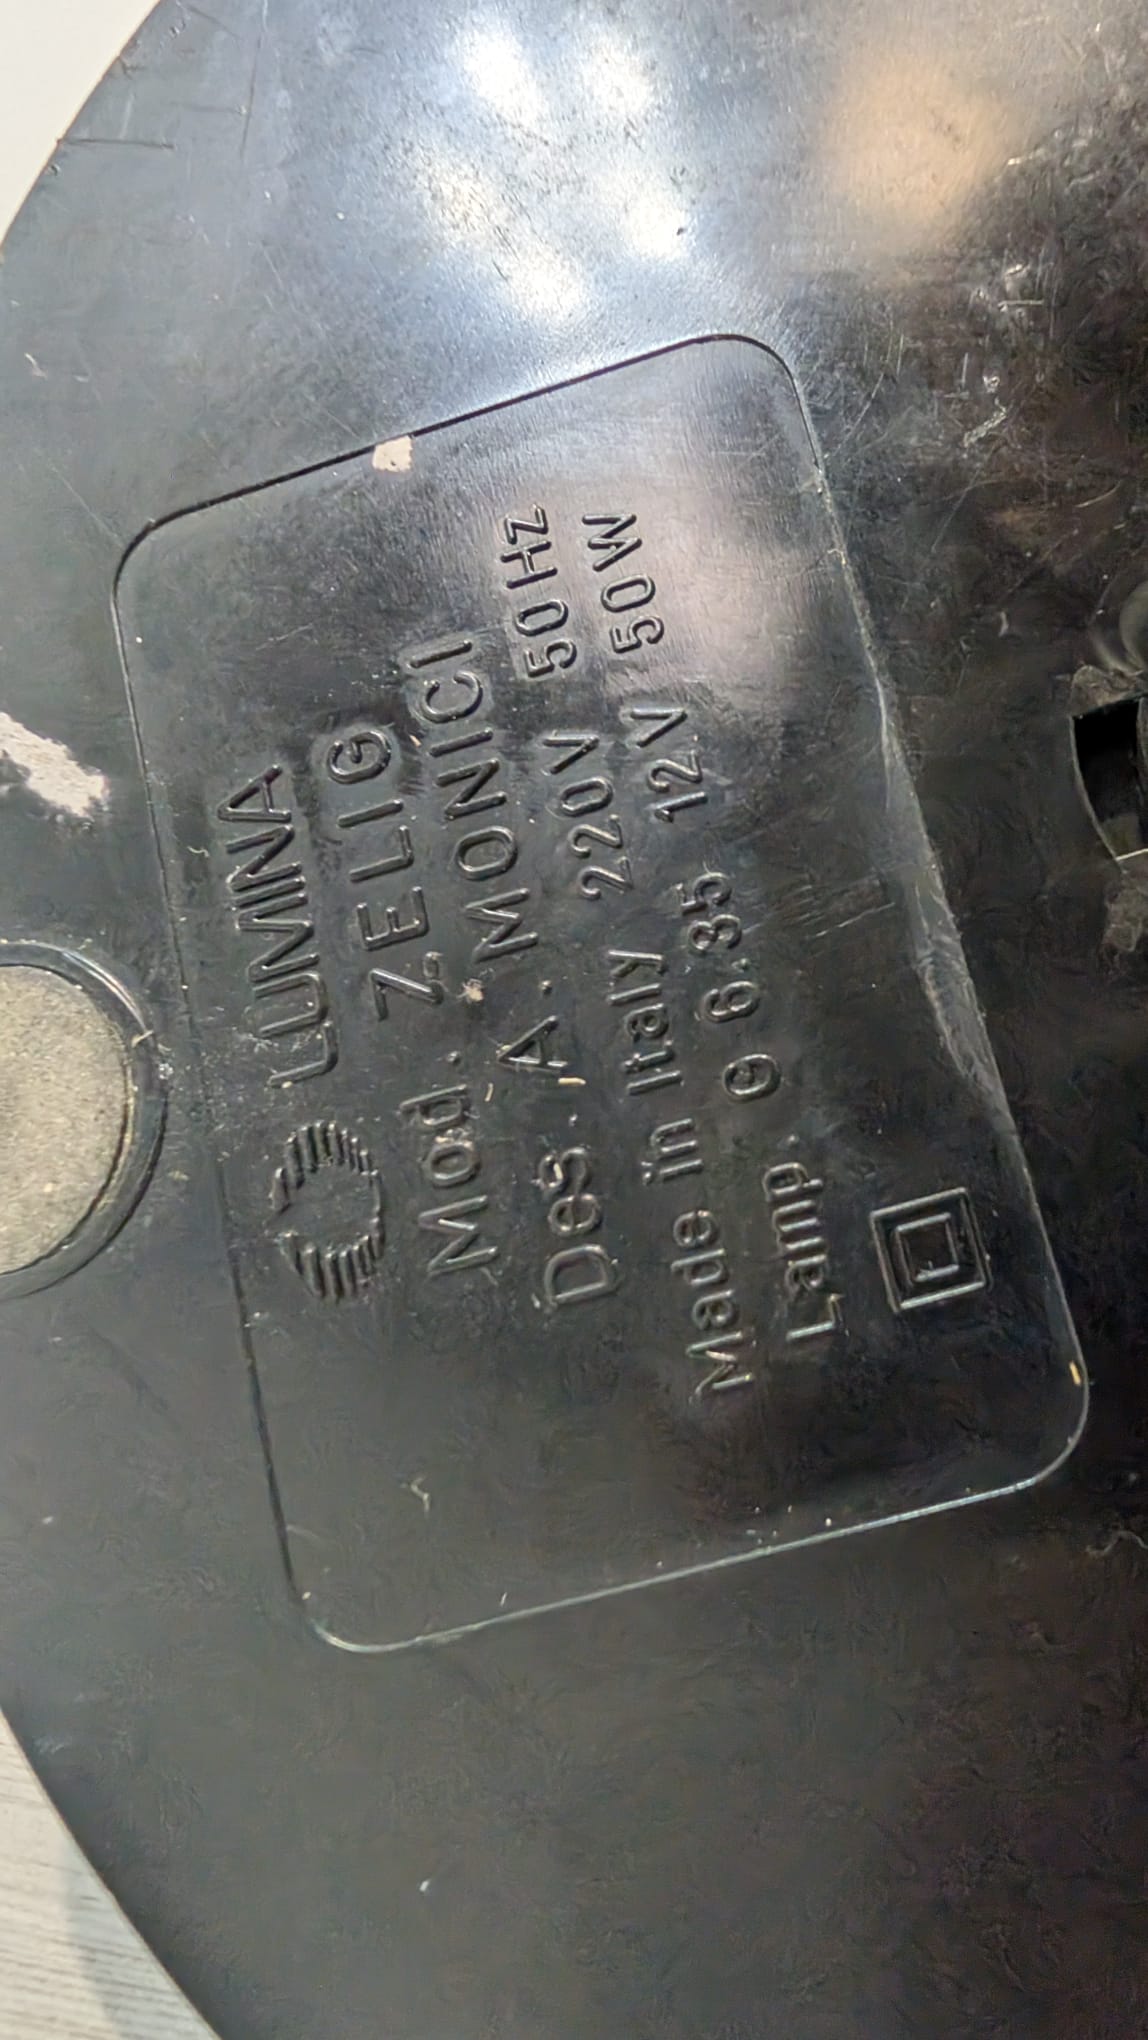 LUMINA
Mod. ZELIG
Des. A. MONICI
Made in Italy 220V 50HZ
Lamp. G 6.35 12V 50W